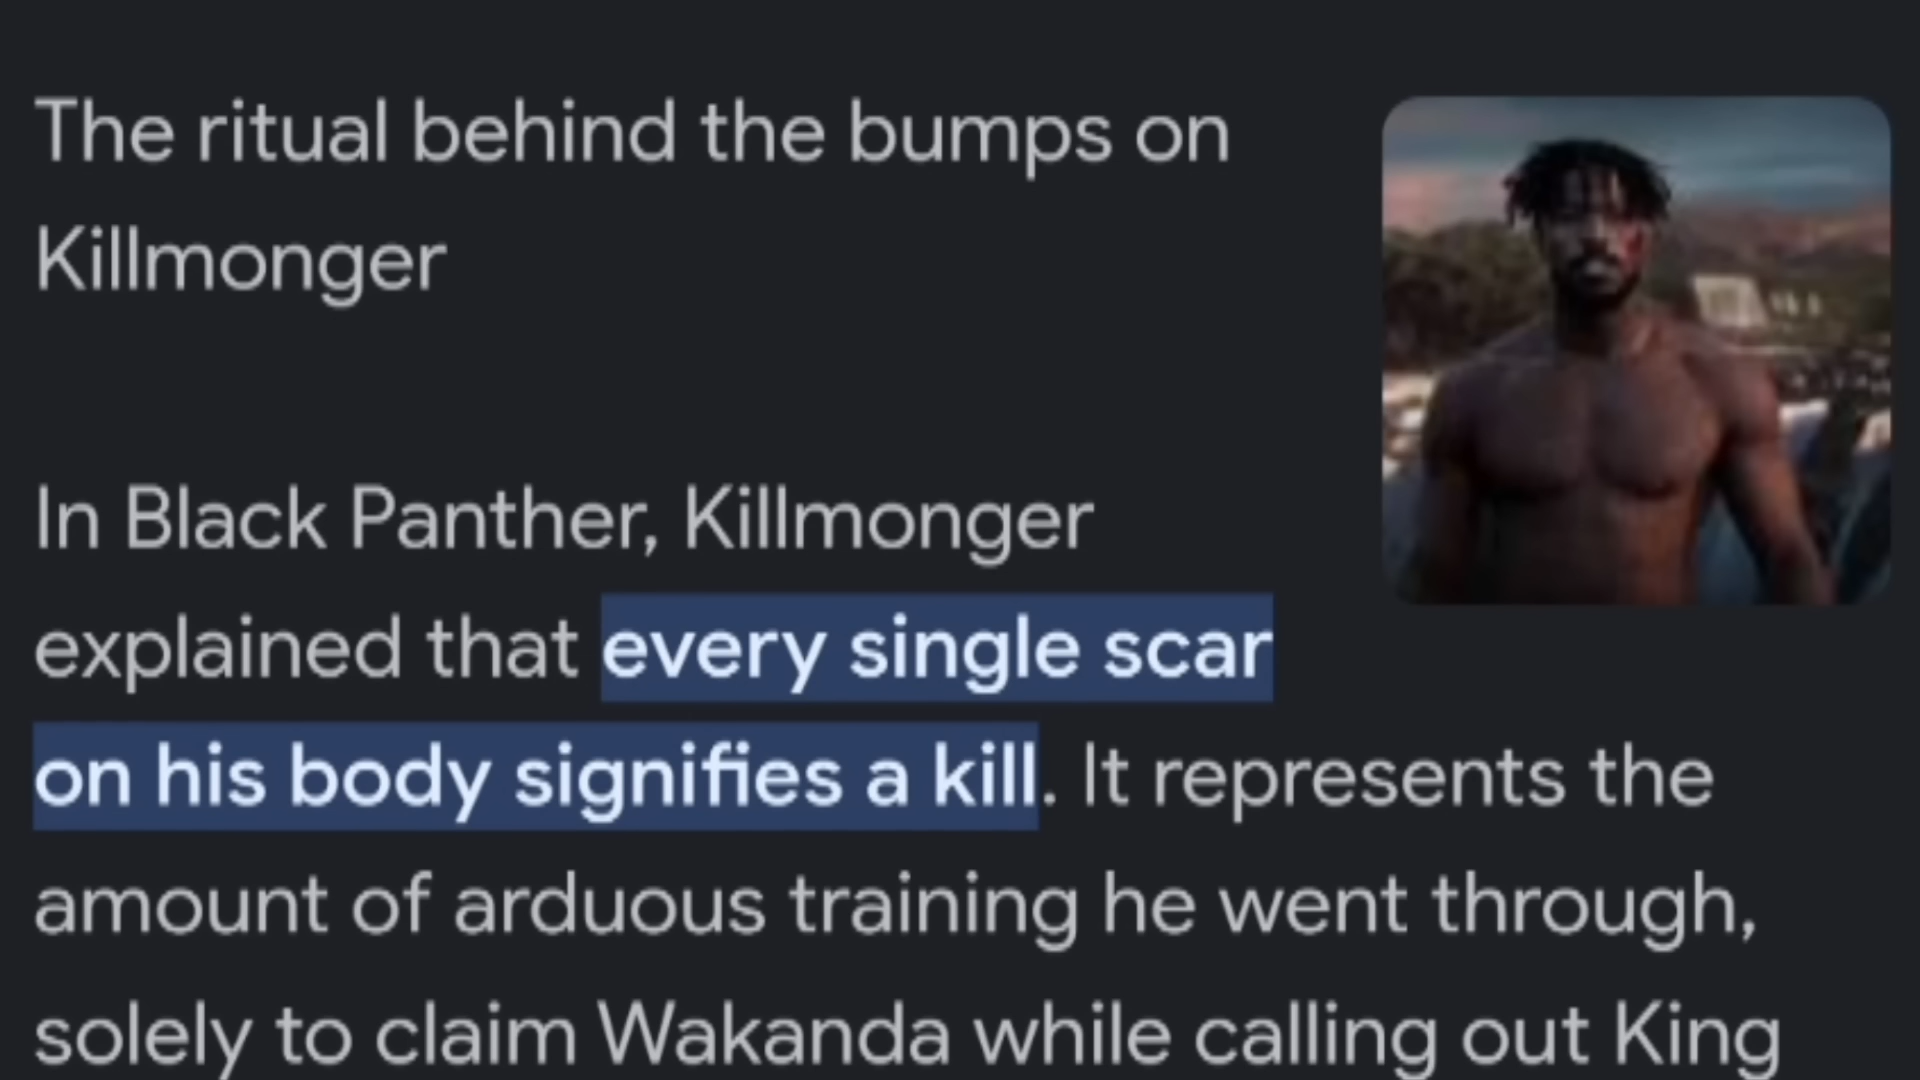 The ritual behind the bumps on
Killmonger
In Black Panther, Killmonger
explained that every single scar
on his body signifies a kill. It represents the
amount of arduous training he went through,
solely to claim Wakanda while calling out King